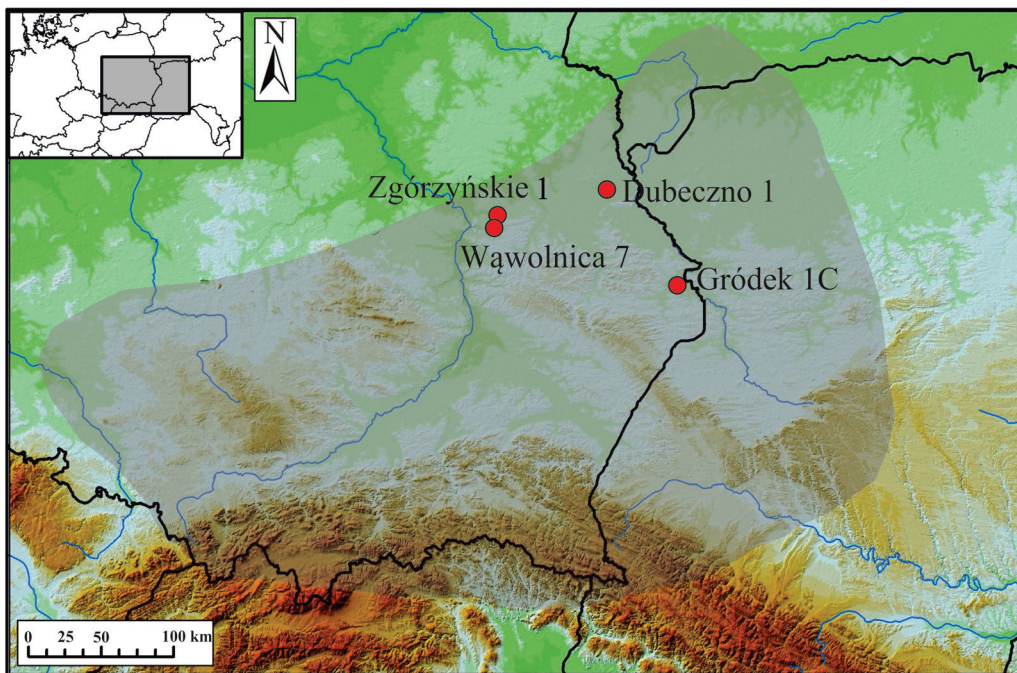 N
Zgórzyńskie 1
Dubeczno 1
Wąwolnica 7
Gródek 1C
0 25 50 100 km